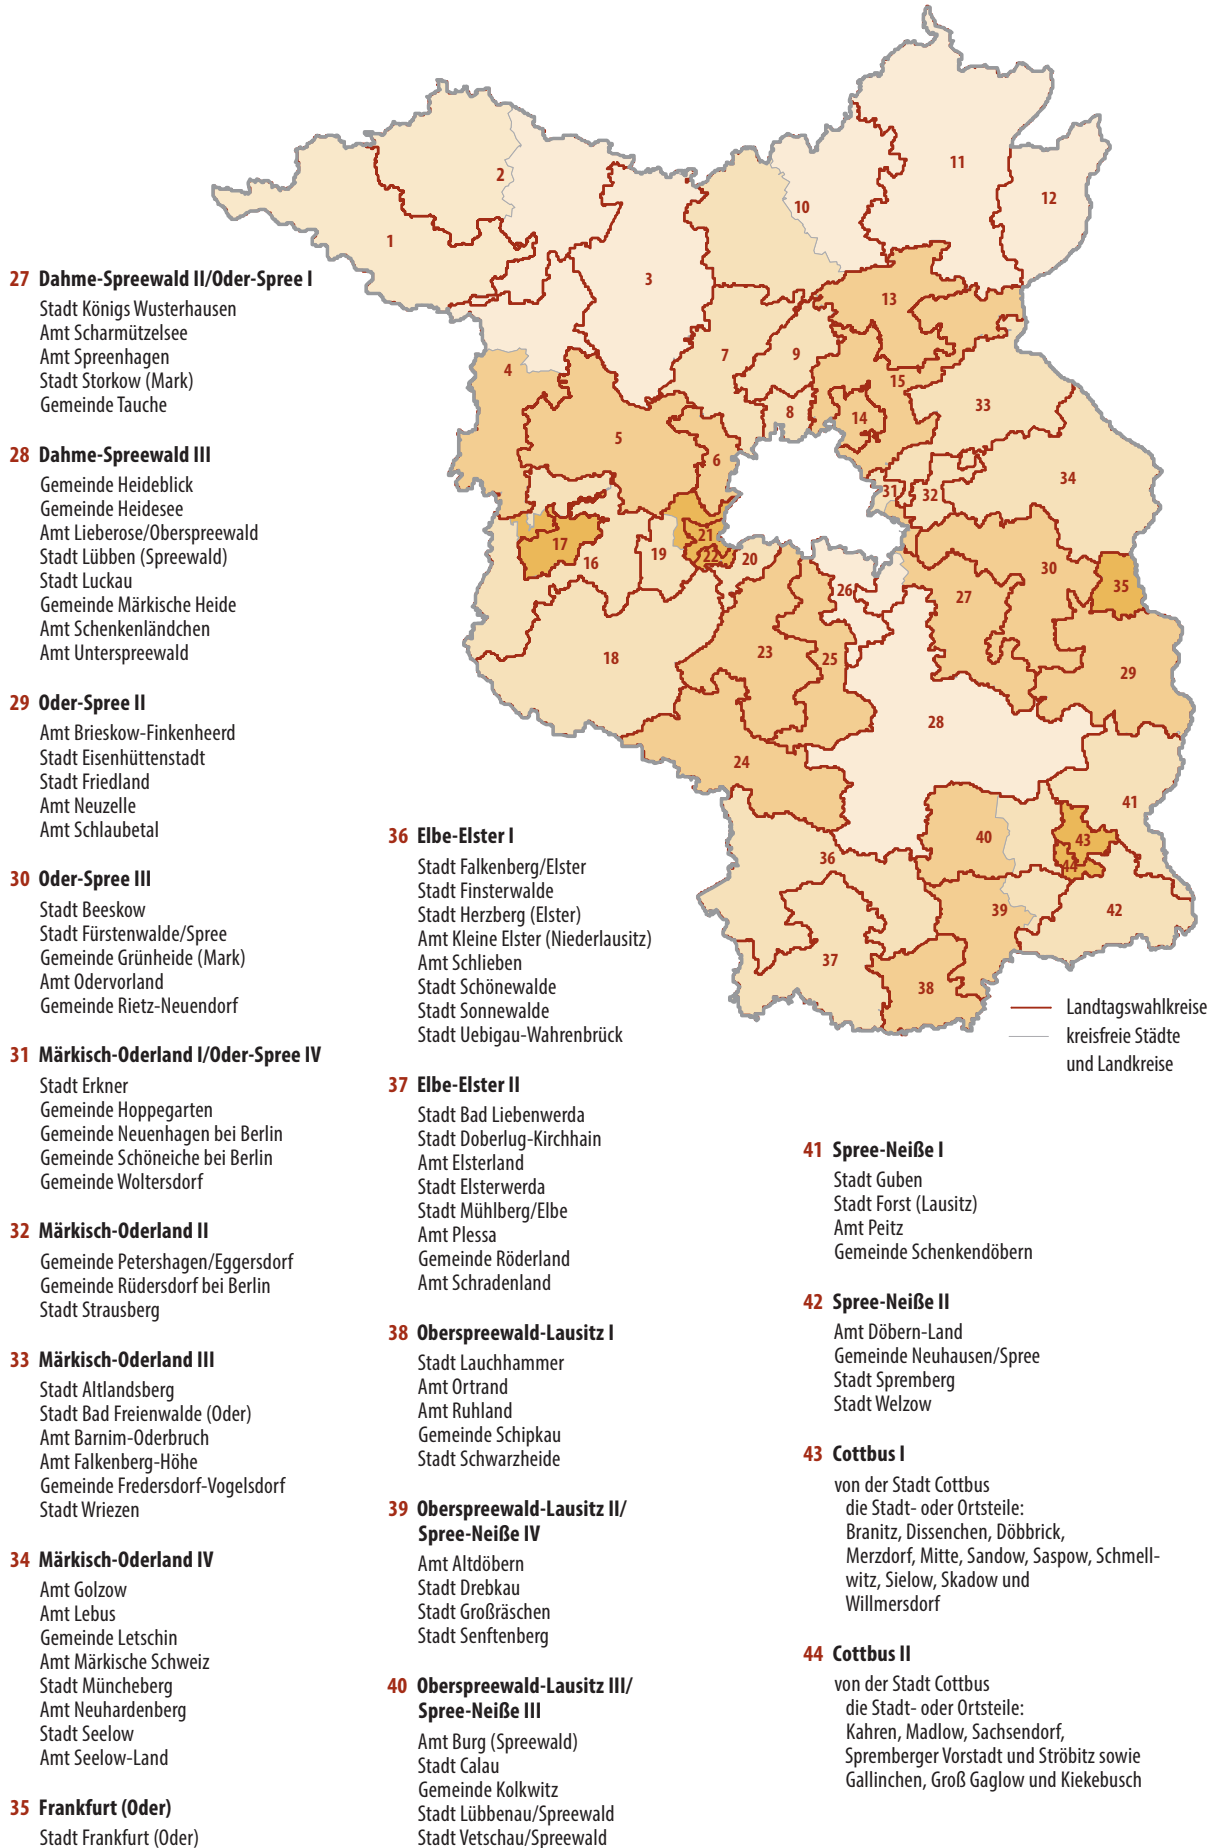 27 Dahme-Spreewald II/Oder-Spree I
Stadt Königs Wusterhausen
Amt Scharmützelsee
Amt Spreenhagen
Stadt Storkow (Mark)
Gemeinde Tauche
28 Dahme-Spreewald III
Gemeinde Heideblick
Gemeinde Heidesee
Amt Lieberose/Oberspreewald
Stadt Lübben (Spreewald)
Stadt Luckau
Gemeinde Märkische Heide
Amt Schenkenländchen
Amt Unterspreewald
29 Oder-Spree II
Amt Brieskow-Finkenheerd
Stadt Eisenhüttenstadt
Stadt Friedland
Amt Neuzelle
Amt Schlaubetal
30 Oder-Spree III
Stadt Beeskow
Stadt Fürstenwalde/Spree
Gemeinde Grünheide (Mark)
Amt Odervorland
Gemeinde Rietz-Neuendorf
31 Märkisch-Oderland I/Oder-Spree IV
Stadt Erkner
Gemeinde Hoppegarten
Gemeinde Neuenhagen bei Berlin
Gemeinde Schöneiche bei Berlin
Gemeinde Woltersdorf
32 Märkisch-Oderland II
Gemeinde Petershagen/Eggersdorf
Gemeinde Rüdersdorf bei Berlin
Stadt Strausberg
33 Märkisch-Oderland III
Stadt Altlandsberg
Stadt Bad Freienwalde (Oder)
Amt Barnim-Oderbruch
Amt Falkenberg-Höhe
Gemeinde Fredersdorf-Vogelsdorf
Stadt Wriezen
34 Märkisch-Oderland IV
Amt Golzow
Amt Lebus
Gemeinde Letschin
Amt Märkische Schweiz
Stadt Müncheberg
Amt Neuhardenberg
Stadt Seelow
Amt Seelow-Land
35 Frankfurt (Oder)
Stadt Frankfurt (Oder)
36 Elbe-Elster I
Stadt Falkenberg/Elster
Stadt Finsterwalde
Stadt Herzberg (Elster)
Amt Kleine Elster (Niederlausitz)
Amt Schlieben
Stadt Schönewalde
Stadt Sonnewalde
Stadt Uebigau-Wahrenbrück
37 Elbe-Elster II
Stadt Bad Liebenwerda
Stadt Doberlug-Kirchhain
Amt Elsterland
Stadt Elsterwerda
Stadt Mühlberg/Elbe
Amt Plessa
Gemeinde Röderland
Amt Schradenland
38 Oberspreewald-Lausitz I
Stadt Lauchhammer
Amt Ortrand
Amt Ruhland
Gemeinde Schipkau
Stadt Schwarzheide
39 Oberspreewald-Lausitz II/
Spree-Neiße IV
Amt Altdöbern
Stadt Drebkau
Stadt Großräschen
Stadt Senftenberg
40 Oberspreewald-Lausitz III/
Spree-Neiße III
Amt Burg (Spreewald)
Stadt Calau
Gemeinde Kolkwitz
Stadt Lübbenau/Spreewald
Stadt Vetschau/Spreewald
41 Spree-Neiße I
Stadt Guben
Stadt Forst (Lausitz)
Amt Peitz
Gemeinde Schenkendöbern
42 Spree-Neiße II
Amt Döbern-Land
Gemeinde Neuhausen/Spree
Stadt Spremberg
Stadt Welzow
43 Cottbus I
von der Stadt Cottbus
die Stadt- oder Ortsteile:
Branitz, Dissenchen, Döbbrick,
Merzdorf, Mitte, Sandow, Saspow, Schmell-
witz, Sielow, Skadow und
Willmersdorf
44 Cottbus II
von der Stadt Cottbus
die Stadt- oder Ortsteile:
Kahren, Madlow, Sachsendorf,
Spremberger Vorstadt und Ströbitz sowie
Gallinchen, Groß Gaglow und Kiekebusch
1
2
3
4
5
6
7
8
9
10
11
12
13
14
15
16
17
18
19
20
21
22
23
24
25
26
27
28
29
30
31
32
33
34
35
36
37
38
39
40
41
42
43
44
Landtagswahlkreise
kreisfreie Städte
und Landkreise